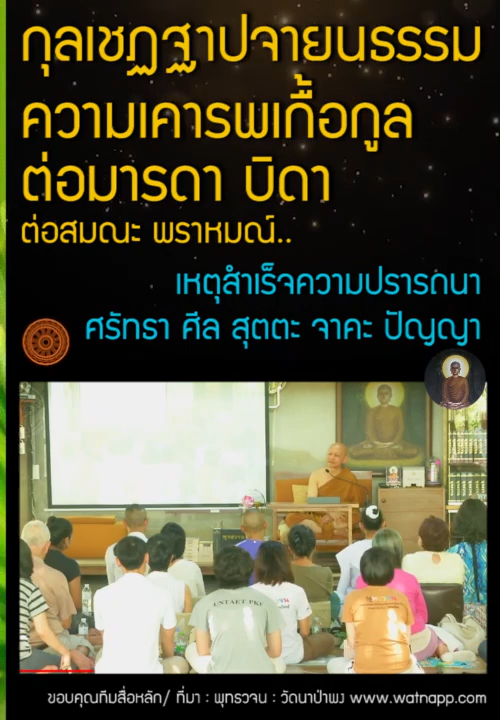 กุลเชฏฐาปจายนธรรม
ความเคารพเกื้อกูล
ต่อมารดา บิดา
ต่อสมณะ พราหมณ์..
เหตุสำเร็จความปรารถนา
ศรัทธา ศีล สุตตะ จาคะ ปัญญา
UNTAET PKF
ขอบคุณทีมสื่อหลัก/ ที่มา : พุทธวจน : วัดนาป่าพง www.watnapp.com